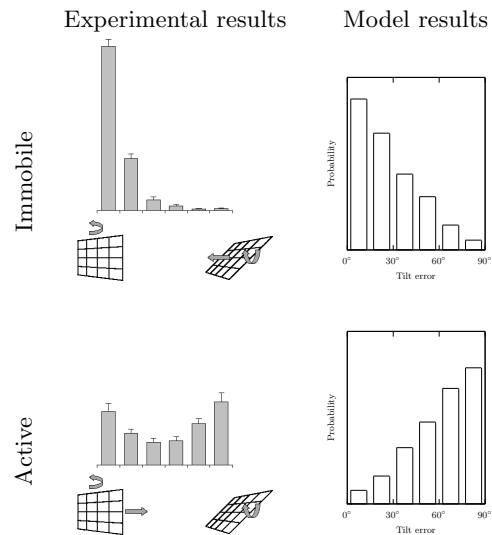 Experimental results
Model results
Immobile
Probability
0° 30° 60° 90°
Tilt error
Active
Probability
0° 30° 60° 90°
Tilt error